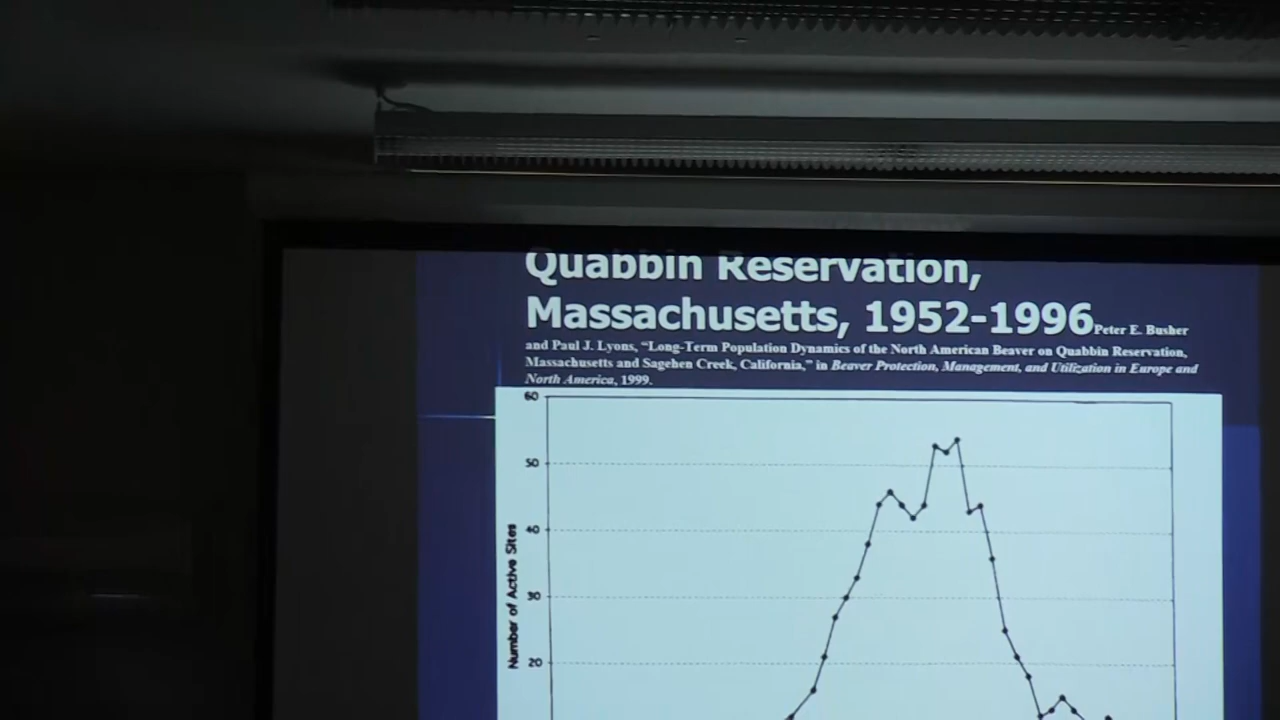 Quabbin Reservation,
Massachusetts, 1952-1996 Peter E. Busher
and Paul J. Lyons, "Long-Term Population Dynamics of the North American Beaver on Quabbin Reservation,
Massachusetts and Sagehen Creek, California," in Beaver Protection, Management, and Utilization in Europe and
North America, 1999.
60
50
40
30
20
Number of Active Sites